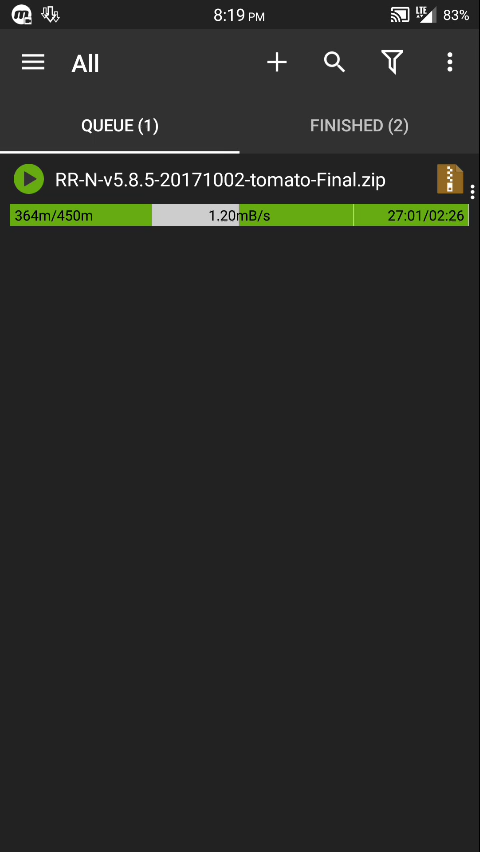 8:19 PM
LTE
83%
All
QUEUE (1)
FINISHED (2)
RR-N-v5.8.5-20171002-tomato-Final.zip
364m/450m 1.20mB/s 27:01/02:26